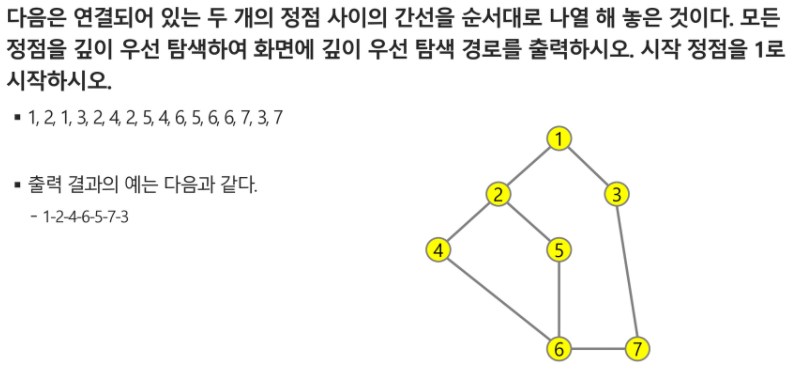 다음은 연결되어 있는 두 개의 정점 사이의 간선을 순서대로 나열 해 놓은 것이다. 모든
정점을 깊이 우선 탐색하여 화면에 깊이 우선 탐색 경로를 출력하시오. 시작 정점을 1로
시작하시오.
▪ 1, 2, 1, 3, 2, 4, 2, 5, 4, 6, 5, 6, 6, 7, 3, 7
▪ 출력 결과의 예는 다음과 같다.
- 1-2-4-6-5-7-3
1
2 3
4 5
6 7